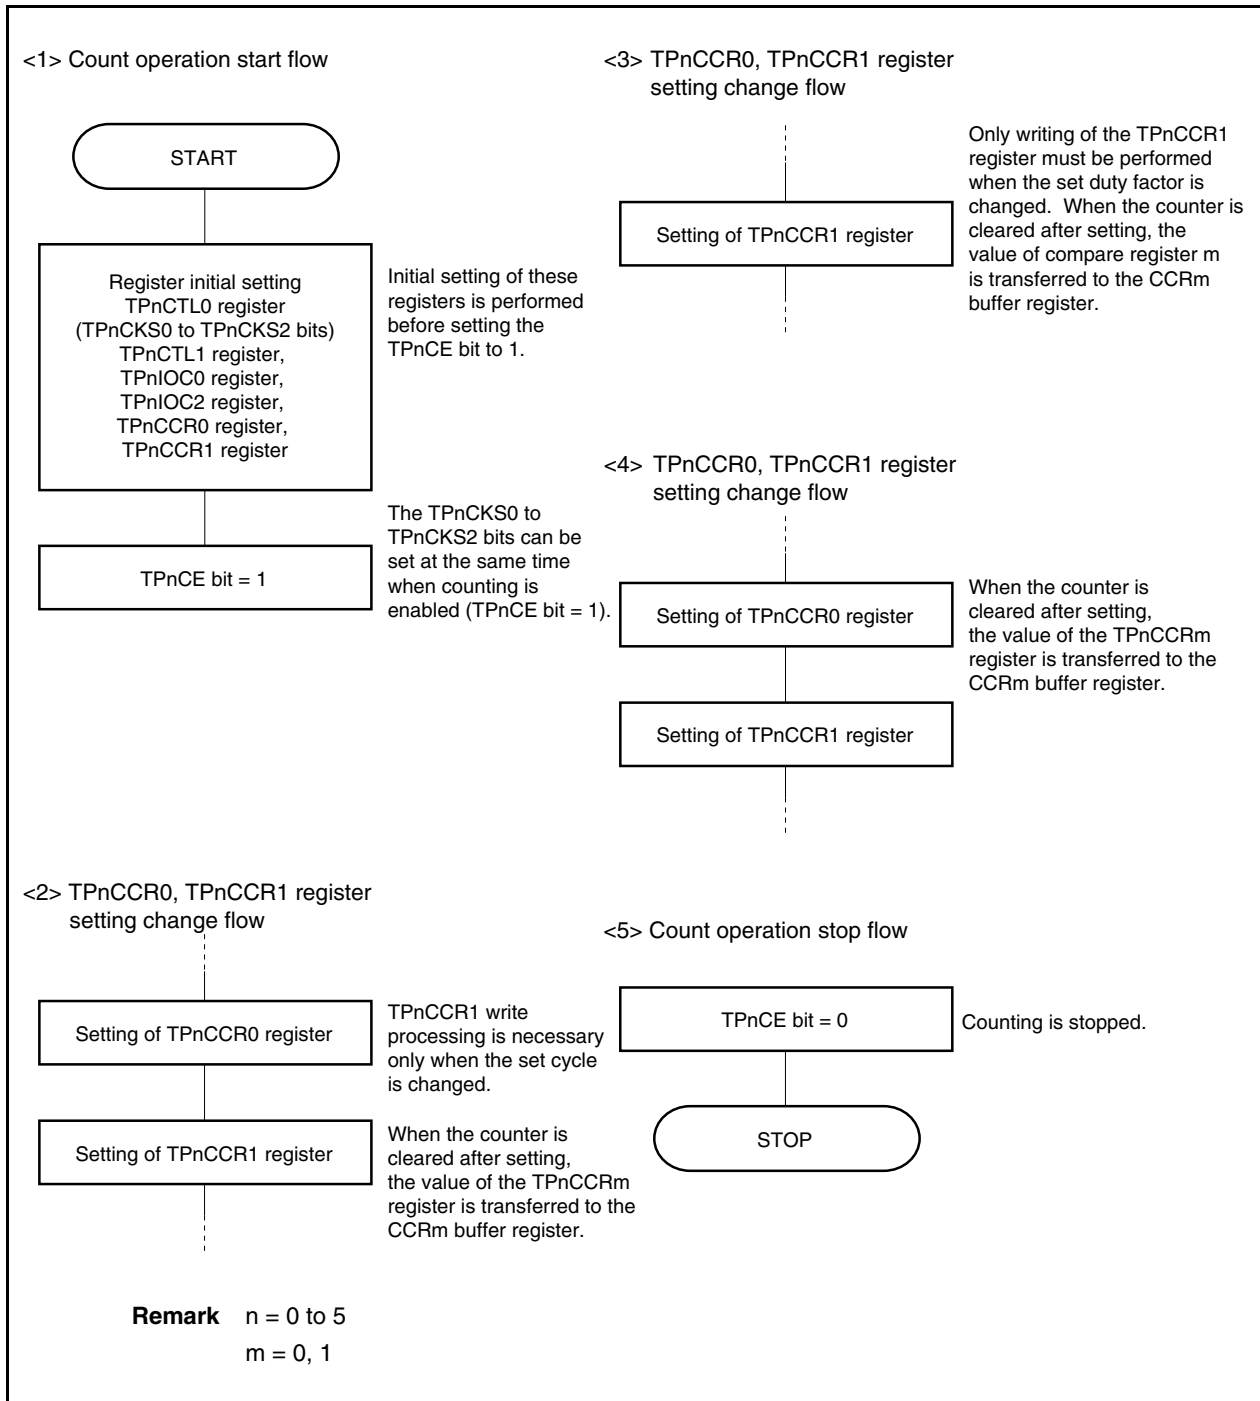 <1> Count operation start flow
START
Register initial setting
TPnCTL0 register
(TPnCKS0 to TPnCKS2 bits)
TPnCTL1 register,
TPnIOC0 register,
TPnIOC2 register,
TPnCCR0 register,
TPnCCR1 register
Initial setting of these
registers is performed
before setting the
TPnCE bit to 1.
TPnCE bit = 1
The TPnCKS0 to
TPnCKS2 bits can be
set at the same time
when counting is
enabled (TPnCE bit = 1).
<2> TPnCCR0, TPnCCR1 register
setting change flow
Setting of TPnCCR0 register
TPnCCR1 write
processing is necessary
only when the set cycle
is changed.
Setting of TPnCCR1 register
When the counter is
cleared after setting,
the value of the TPnCCRm
register is transferred to the
CCRm buffer register.
<3> TPnCCR0, TPnCCR1 register
setting change flow
Setting of TPnCCR1 register
Only writing of the TPnCCR1
register must be performed
when the set duty factor is
changed. When the counter is
cleared after setting, the
value of compare register m
is transferred to the CCRm
buffer register.
<4> TPnCCR0, TPnCCR1 register
setting change flow
Setting of TPnCCR0 register
When the counter is
cleared after setting,
the value of the TPnCCRm
register is transferred to the
CCRm buffer register.
Setting of TPnCCR1 register
<5> Count operation stop flow
TPnCE bit = 0
Counting is stopped.
STOP
Remark n = 0 to 5
m = 0, 1